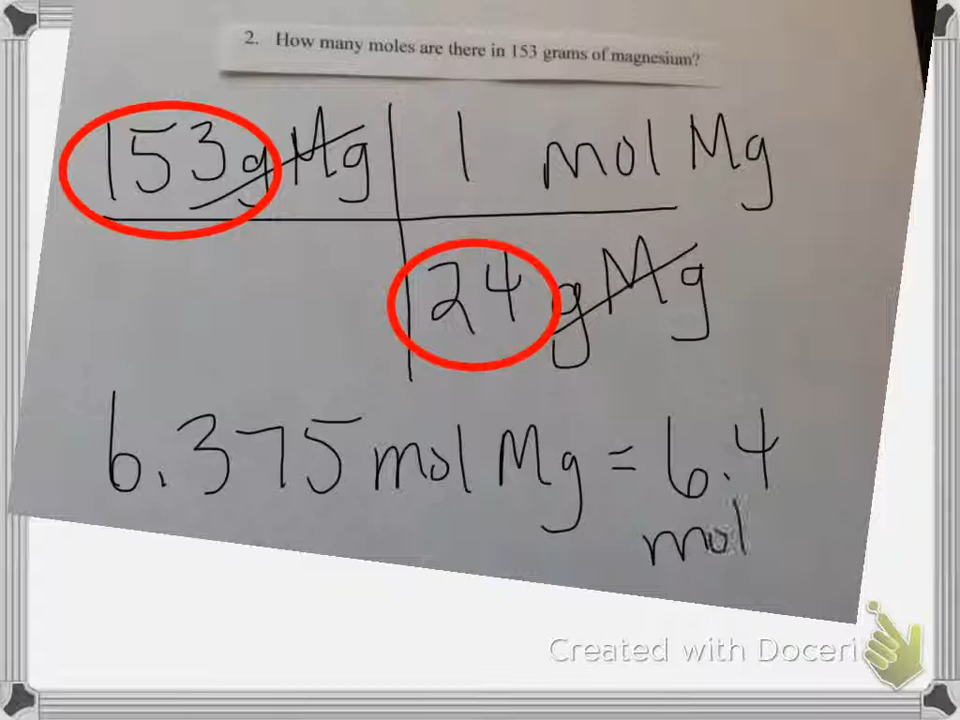 2. How many moles are there in 153 grams of magnesium?
153g Mg 1 mol Mg
24 g Mg
6.375 mol Mg = 6.4
mol
Created with Doceri